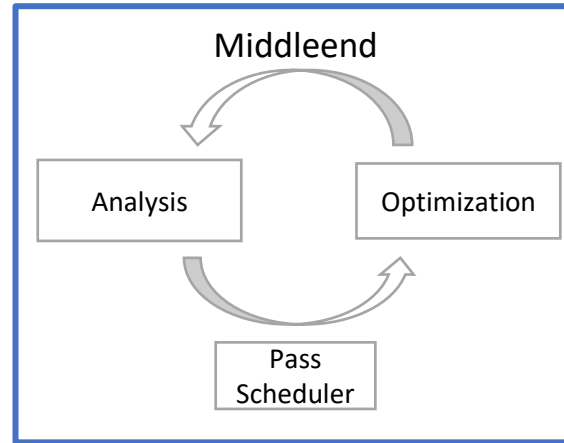 Middleend
Analysis
Optimization
Pass
Scheduler